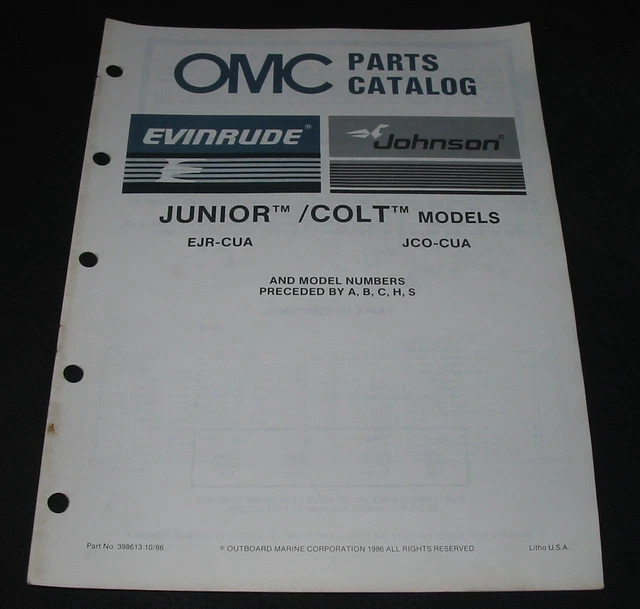 OMC PARTS CATALOG
EVINRUDE®
Johnson®
JUNIOR™ /COLT™ MODELS
EJR-CUA JCO-CUA
AND MODEL NUMBERS
PRECEDED BY A, B, C, H, S
Part No. 398613 10/86 © OUTBOARD MARINE CORPORATION 1986 ALL RIGHTS RESERVED Litho U.S.A.